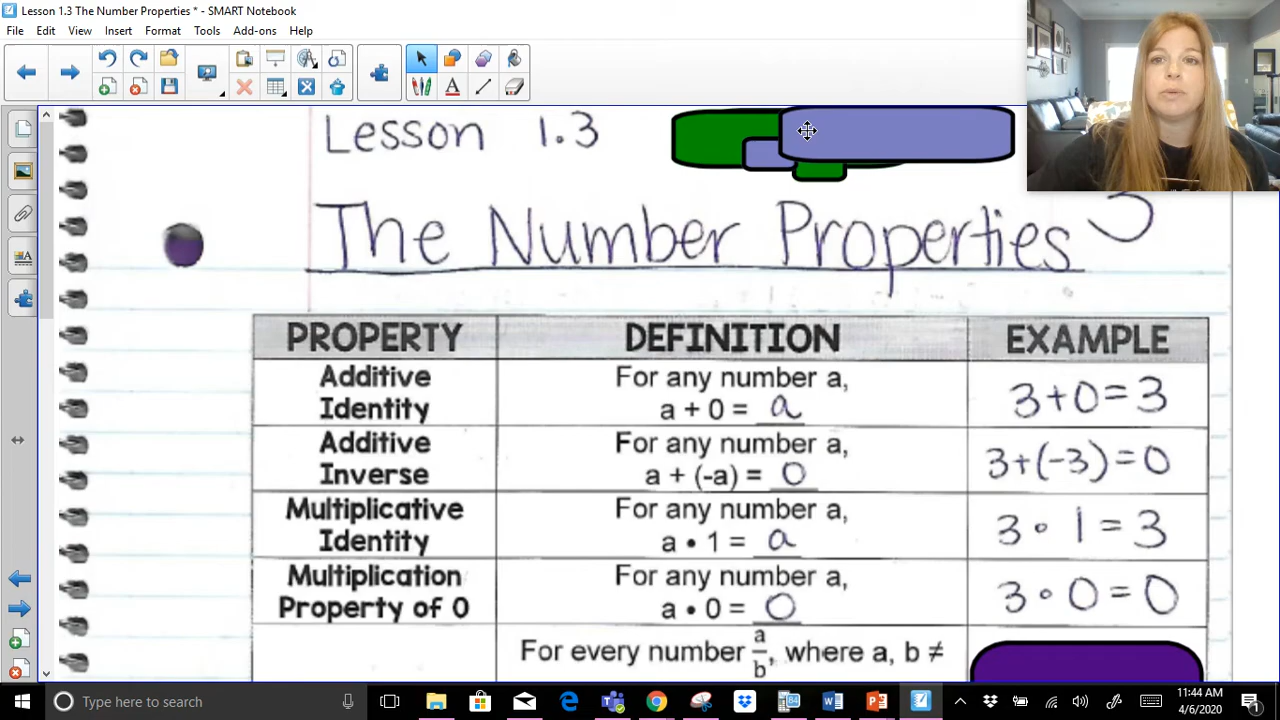 Lesson 1.3 The Number Properties * - SMART Notebook
File Edit View Insert Format Tools Add-ons Help
Lesson 1.3
The Number Properties
PROPERTY DEFINITION EXAMPLE
Additive Identity
For any number a,
a + 0 = a
3+0=3
Additive Inverse
For any number a,
a + (-a) = 0
3+(-3)=0
Multiplicative Identity
For any number a,
a • 1 = a
3 • 1 = 3
Multiplication Property of 0
For any number a,
a • 0 = 0
3 • 0 = 0
For every number a/b, where a, b ≠
Type here to search
11:44 AM
4/6/2020